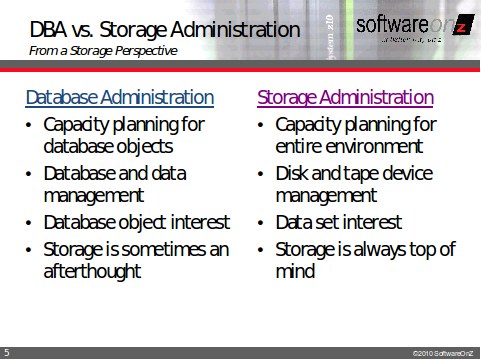 DBA vs. Storage Administration
From a Storage Perspective
ystem z10
softwareonz
Database Administration
• Capacity planning for
database objects
• Database and data
management
• Database object interest
• Storage is sometimes an
afterthought
Storage Administration
• Capacity planning for
entire environment
• Disk and tape device
management
• Data set interest
• Storage is always top of
mind
5
©2010 SoftwareOnZ